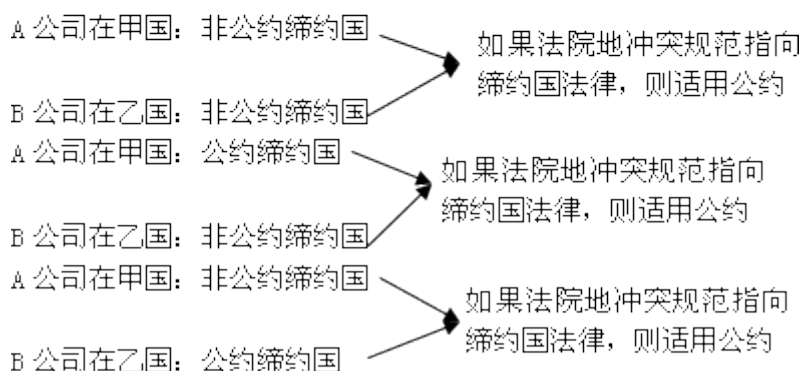 A 公司在甲国：非公约缔约国
如果法院地冲突规范指向
缔约国法律，则适用公约
B 公司在乙国：非公约缔约国
A 公司在甲国：公约缔约国
如果法院地冲突规范指向
缔约国法律，则适用公约
B 公司在乙国：非公约缔约国
A 公司在甲国：非公约缔约国
如果法院地冲突规范指向
缔约国法律，则适用公约
B 公司在乙国：公约缔约国